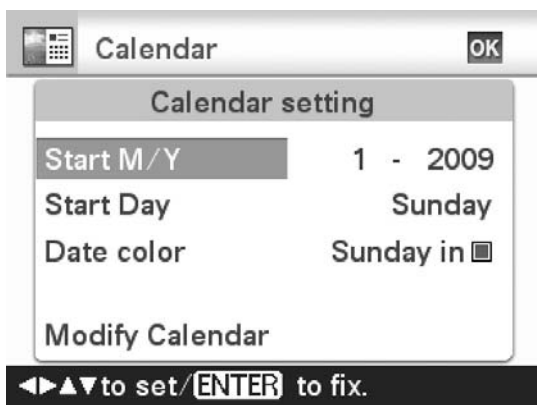 Calendar OK
Calendar setting
Start M/Y 1 - 2009
Start Day Sunday
Date color Sunday in
Modify Calendar
◄►▲▼to set/ENTER to fix.